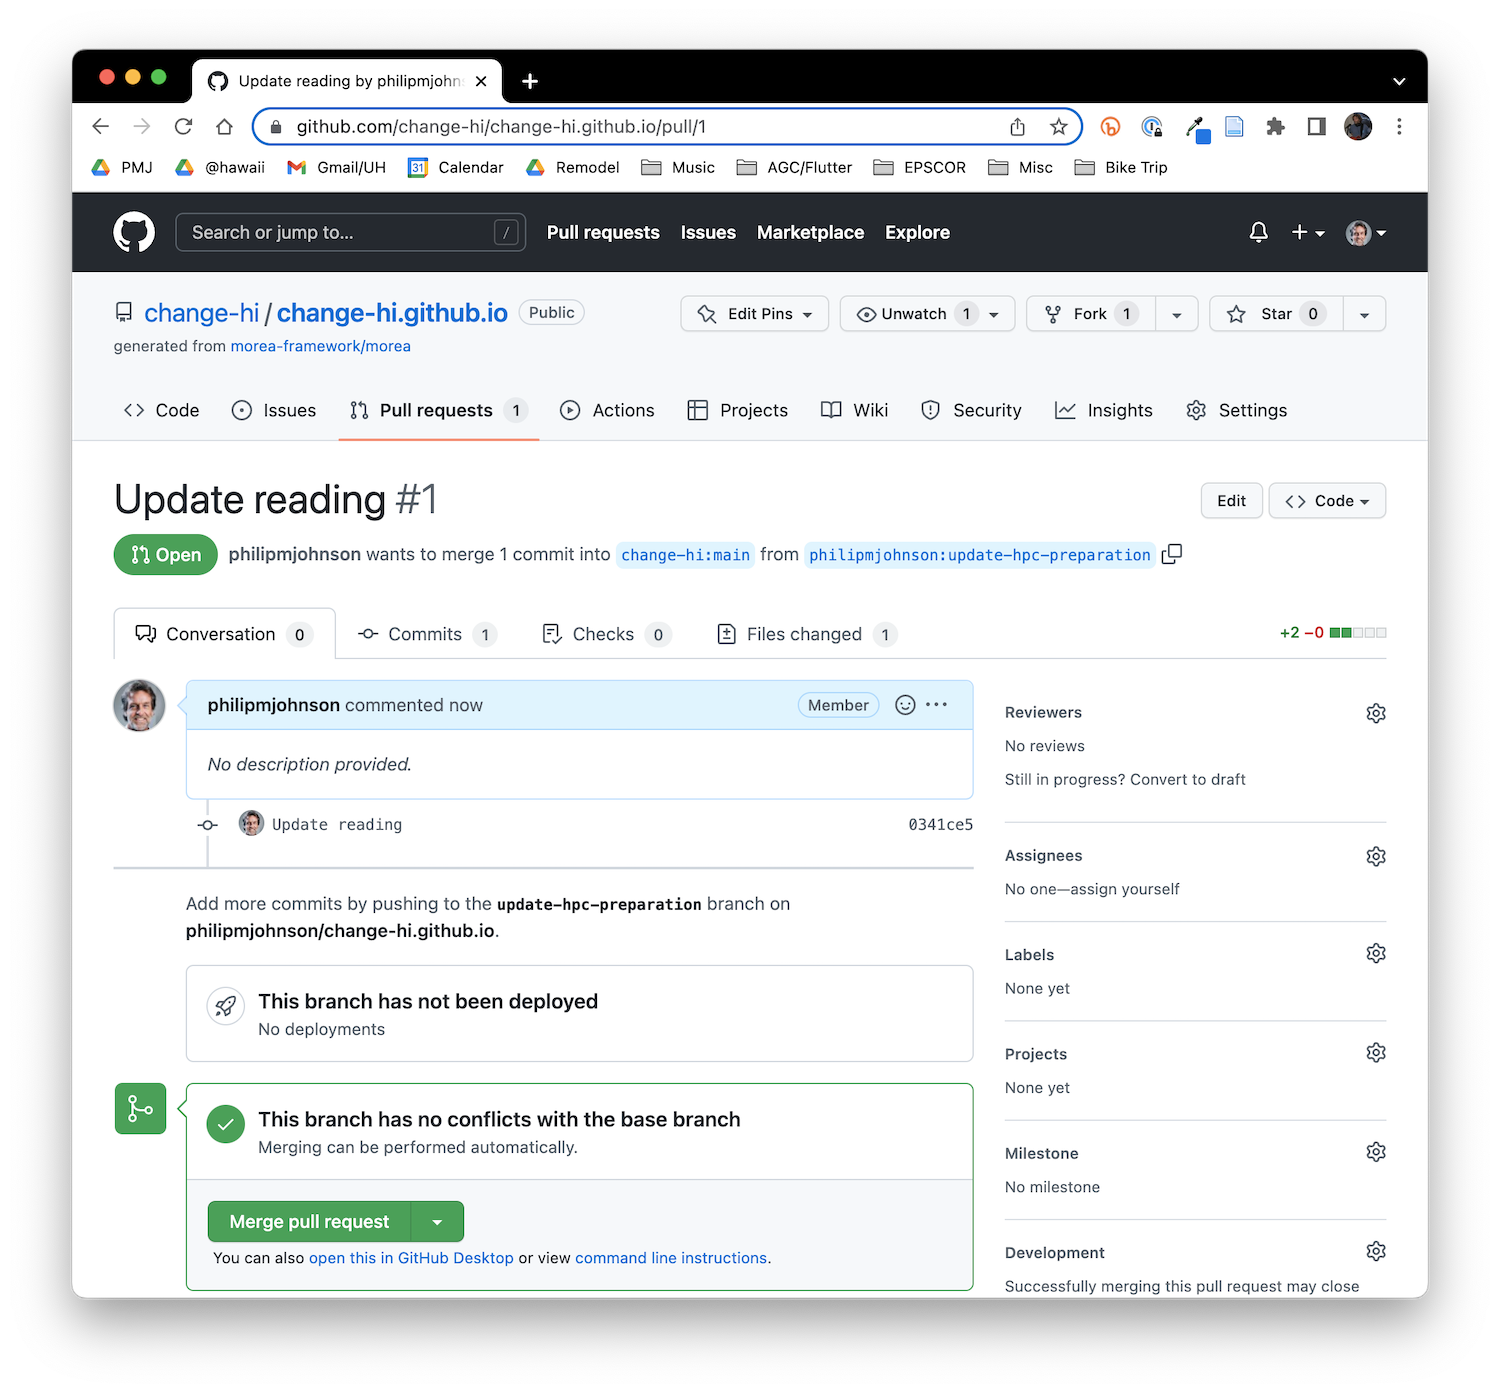 Update reading by philipmjohn
github.com/change-hi/change-hi.github.io/pull/1
PMJ @hawaii Gmail/UH 31 Calendar Remodel Music AGC/Flutter EPSCOR Misc Bike Trip
Search or jump to... / Pull requests Issues Marketplace Explore
change-hi / change-hi.github.io Public Edit Pins Unwatch 1 Fork 1 Star 0
generated from morea-framework/morea
Code Issues Pull requests 1 Actions Projects Wiki Security Insights Settings
Update reading #1 Edit Code
Open philipmjohnson wants to merge 1 commit into change-hi:main from philipmjohnson:update-hpc-preparation
Conversation 0 Commits 1 Checks 0 Files changed 1 +2 −0
philipmjohnson commented now Member
No description provided.
Update reading 0341ce5
Add more commits by pushing to the update-hpc-preparation branch on
philipmjohnson/change-hi.github.io.
This branch has not been deployed
No deployments
This branch has no conflicts with the base branch
Merging can be performed automatically.
Merge pull request
You can also open this in GitHub Desktop or view command line instructions.
Reviewers
No reviews
Still in progress? Convert to draft
Assignees
No one—assign yourself
Labels
None yet
Projects
None yet
Milestone
No milestone
Development
Successfully merging this pull request may close